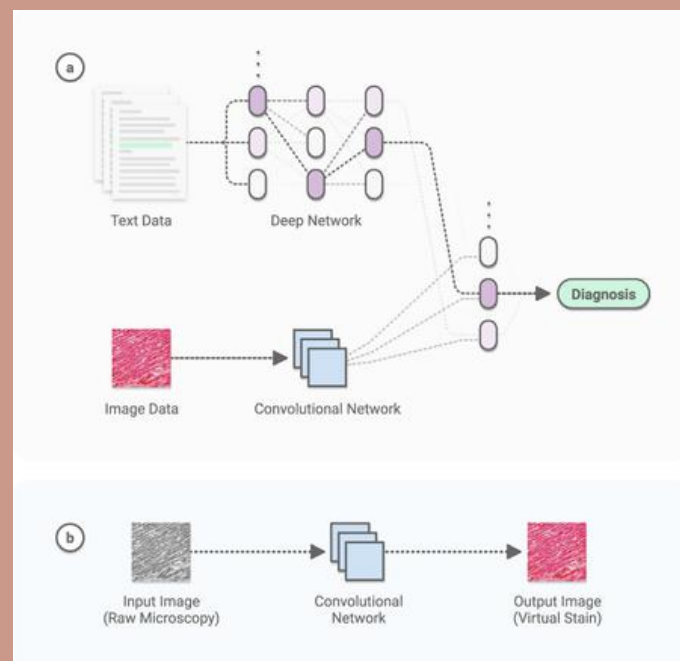 a
Text Data
Deep Network
Diagnosis
Image Data
Convolutional Network
b
Input Image
(Raw Microscopy)
Convolutional
Network
Output Image
(Virtual Stain)